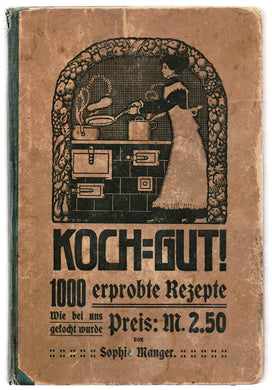 KOCH=GUT!
1000 erprobte Rezepte
Wie bei uns
gekocht wurde
Preis: M. 2.50
von
:: :: :: :: :: Sophie Manger. :: :: :: :: ::